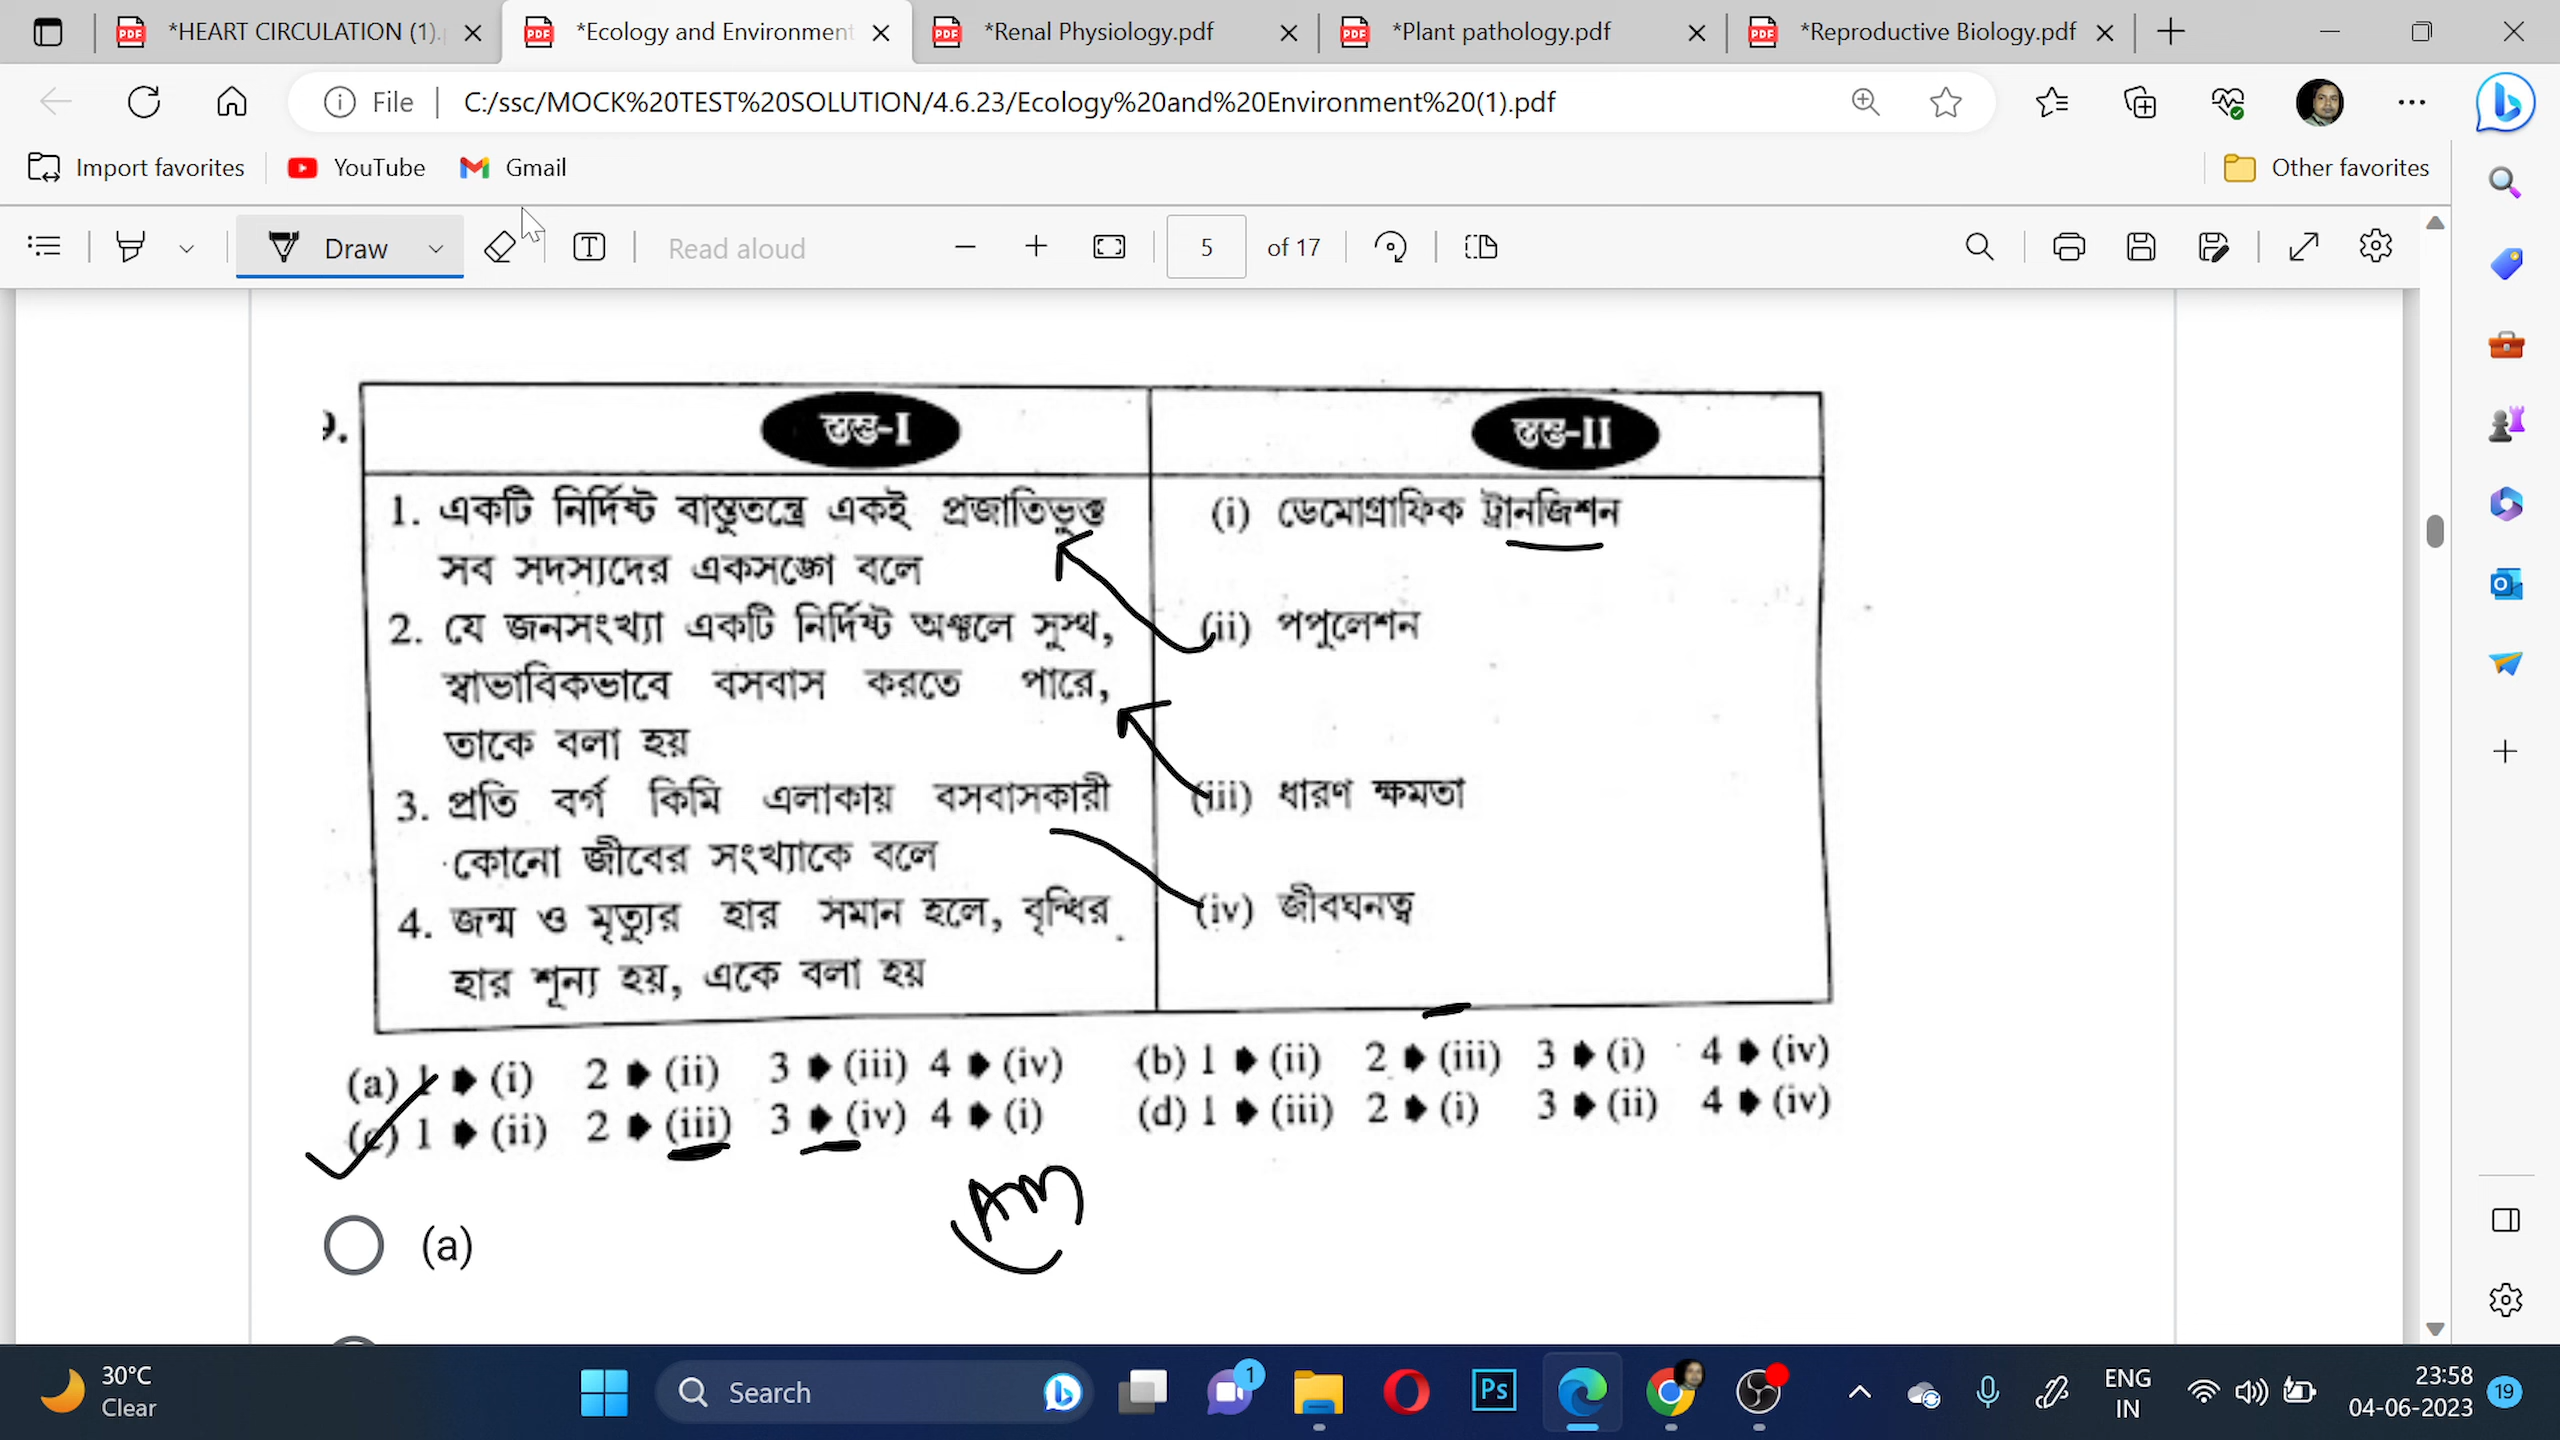 *HEART CIRCULATION (1).
*Ecology and Environment
*Renal Physiology.pdf
*Plant pathology.pdf
*Reproductive Biology.pdf
File
C:/ssc/MOCK%20TEST%20SOLUTION/4.6.23/Ecology%20and%20Environment%20(1).pdf
Import favorites
YouTube
Gmail
Other favorites
Draw
Read aloud
5
of 17
9.
স্তম্ভ-I
স্তম্ভ-II
1. একটি নির্দিষ্ট বাস্তুতন্ত্রে একই প্রজাতিভুক্ত
সব সদস্যদের একসঙ্গে বলে
(i) ডেমোগ্রাফিক ট্রানজিশন
2. যে জনসংখ্যা একটি নির্দিষ্ট অঞ্চলে সুস্থ,
স্বাভাবিকভাবে বসবাস করতে পারে,
তাকে বলা হয়
(ii) পপুলেশন
3. প্রতি বর্গ কিমি এলাকায় বসবাসকারী
কোনো জীবের সংখ্যাকে বলে
(iii) ধারণ ক্ষমতা
4. জন্ম ও মৃত্যুর হার সমান হলে, বৃদ্ধির
হার শূন্য হয়, একে বলা হয়
(iv) জীবঘনত্ব
(a) 1 ➧ (i) 2 ➧ (ii) 3 ➧ (iii) 4 ➧ (iv)
(b) 1 ➧ (ii) 2 ➧ (iii) 3 ➧ (i) 4 ➧ (iv)
(c) 1 ➧ (ii) 2 ➧ (iii) 3 ➧ (iv) 4 ➧ (i)
(d) 1 ➧ (iii) 2 ➧ (i) 3 ➧ (ii) 4 ➧ (iv)
(a)
30°C
Clear
Search
1
Ps
ENG
IN
23:58
04-06-2023
19